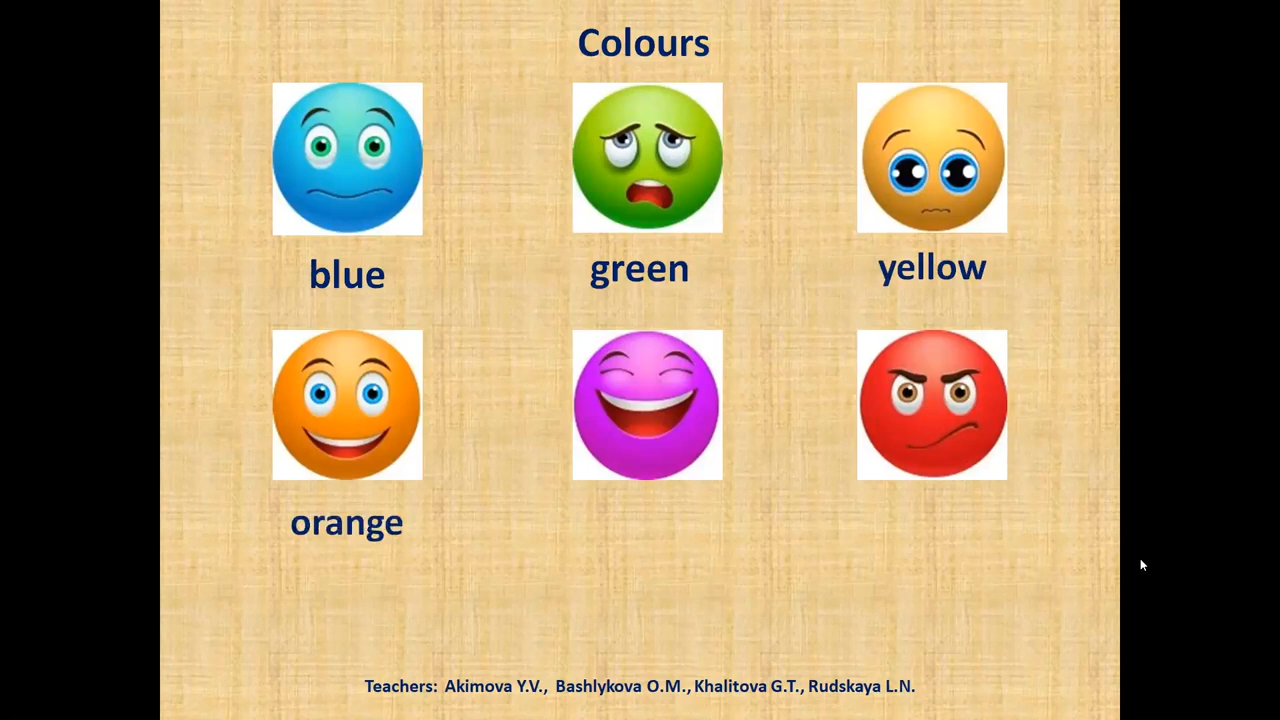 Colours
blue green yellow
orange
Teachers: Akimova Y.V., Bashlykova O.M., Khalitova G.T., Rudskaya L.N.